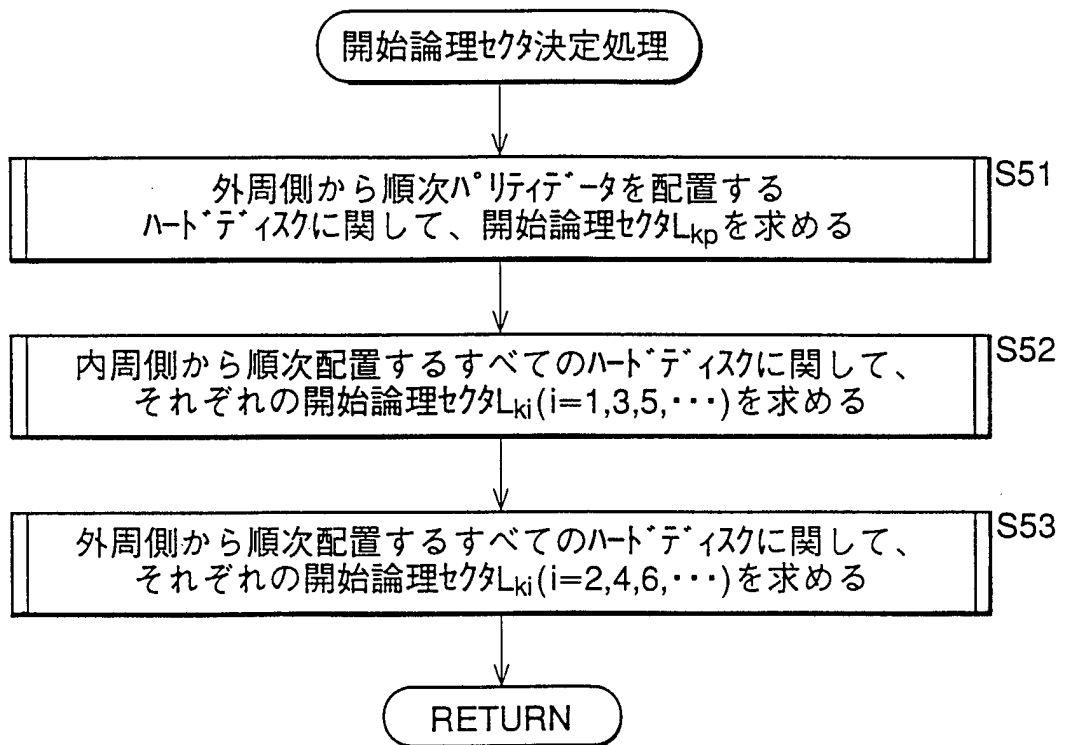 開始論理ｾｸﾀ決定処理
S51
外周側から順次ﾊﾟﾘﾃｨﾃﾞｰﾀを配置する
ﾊｰﾄﾞﾃﾞｨｽｸに関して、開始論理ｾｸﾀLkpを求める
S52
内周側から順次配置するすべてのﾊｰﾄﾞﾃﾞｨｽｸに関して、
それぞれの開始論理ｾｸﾀLki(i=1,3,5,･･･)を求める
S53
外周側から順次配置するすべてのﾊｰﾄﾞﾃﾞｨｽｸに関して、
それぞれの開始論理ｾｸﾀLki(i=2,4,6,･･･)を求める
RETURN